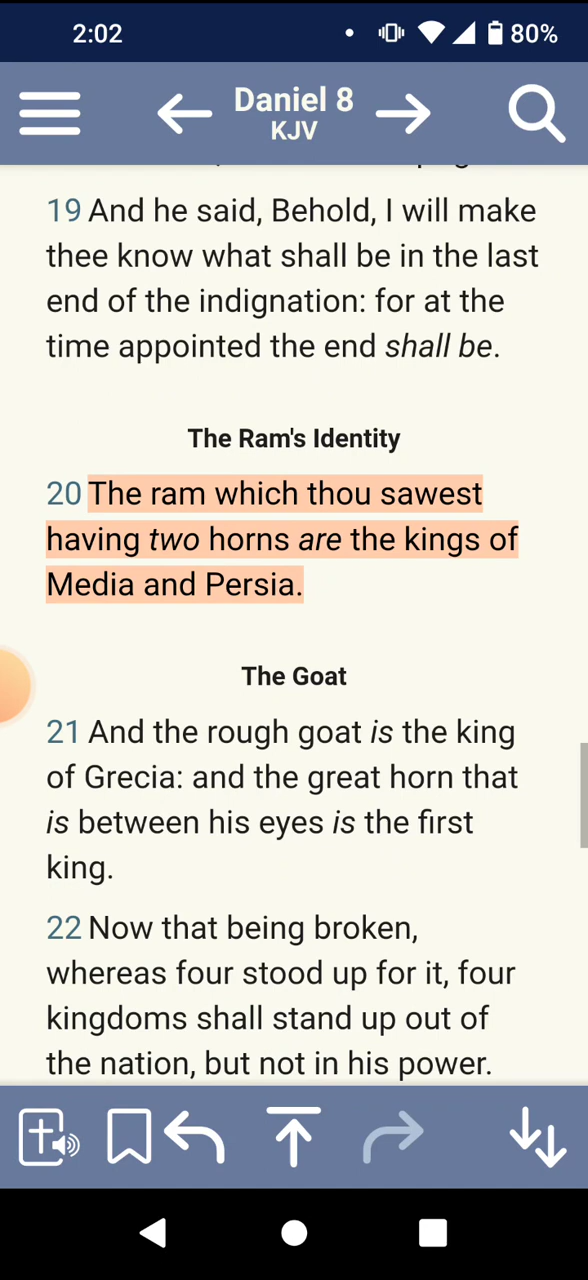 2:02
80%
Daniel 8
KJV
19 And he said, Behold, I will make
thee know what shall be in the last
end of the indignation: for at the
time appointed the end shall be.
The Ram's Identity
20 The ram which thou sawest
having two horns are the kings of
Media and Persia.
The Goat
21 And the rough goat is the king
of Grecia: and the great horn that
is between his eyes is the first
king.
22 Now that being broken,
whereas four stood up for it, four
kingdoms shall stand up out of
the nation, but not in his power.